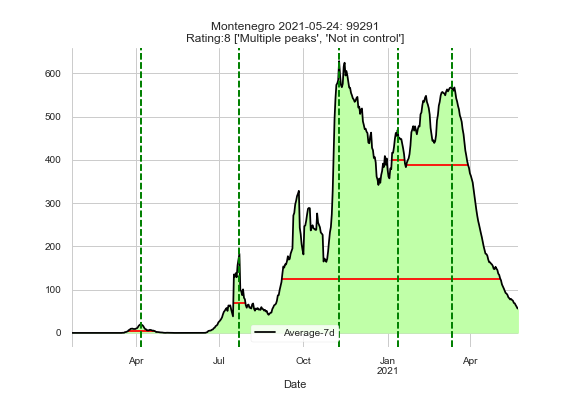 Montenegro 2021-05-24: 99291
Rating:8 ['Multiple peaks', 'Not in control']
600
500
400
300
200
100
0
Average-7d
Apr
Jul
Oct
Jan
2021
Apr
Date